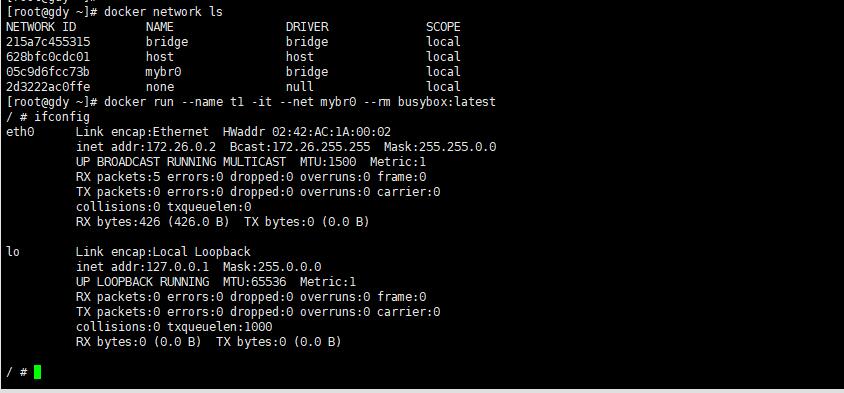 [root@gdy ~]# docker network ls
NETWORK ID NAME DRIVER SCOPE
215a7c455315 bridge bridge local
628bfc0cdc01 host host local
05c9d6fcc73b mybr0 bridge local
2d3222ac0ffe none null local
[root@gdy ~]# docker run --name t1 -it --net mybr0 --rm busybox:latest
/ # ifconfig
eth0 Link encap:Ethernet HWaddr 02:42:AC:1A:00:02
inet addr:172.26.0.2 Bcast:172.26.255.255 Mask:255.255.0.0
UP BROADCAST RUNNING MULTICAST MTU:1500 Metric:1
RX packets:5 errors:0 dropped:0 overruns:0 frame:0
TX packets:0 errors:0 dropped:0 overruns:0 carrier:0
collisions:0 txqueuelen:0
RX bytes:426 (426.0 B) TX bytes:0 (0.0 B)
lo Link encap:Local Loopback
inet addr:127.0.0.1 Mask:255.0.0.0
UP LOOPBACK RUNNING MTU:65536 Metric:1
RX packets:0 errors:0 dropped:0 overruns:0 frame:0
TX packets:0 errors:0 dropped:0 overruns:0 carrier:0
collisions:0 txqueuelen:1000
RX bytes:0 (0.0 B) TX bytes:0 (0.0 B)
/ #